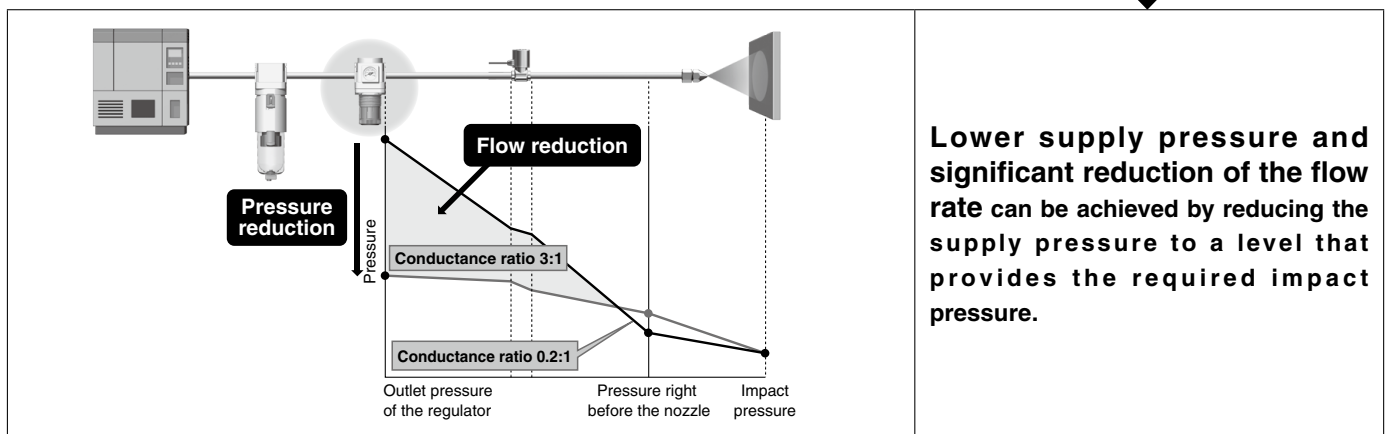 Flow reduction
Pressure
reduction
Pressure
Conductance ratio 3:1
Conductance ratio 0.2:1
Outlet pressure
of the regulator
Pressure right
before the nozzle
Impact
pressure
Lower supply pressure and
significant reduction of the flow
rate can be achieved by reducing the
supply pressure to a level that
provides the required impact
pressure.